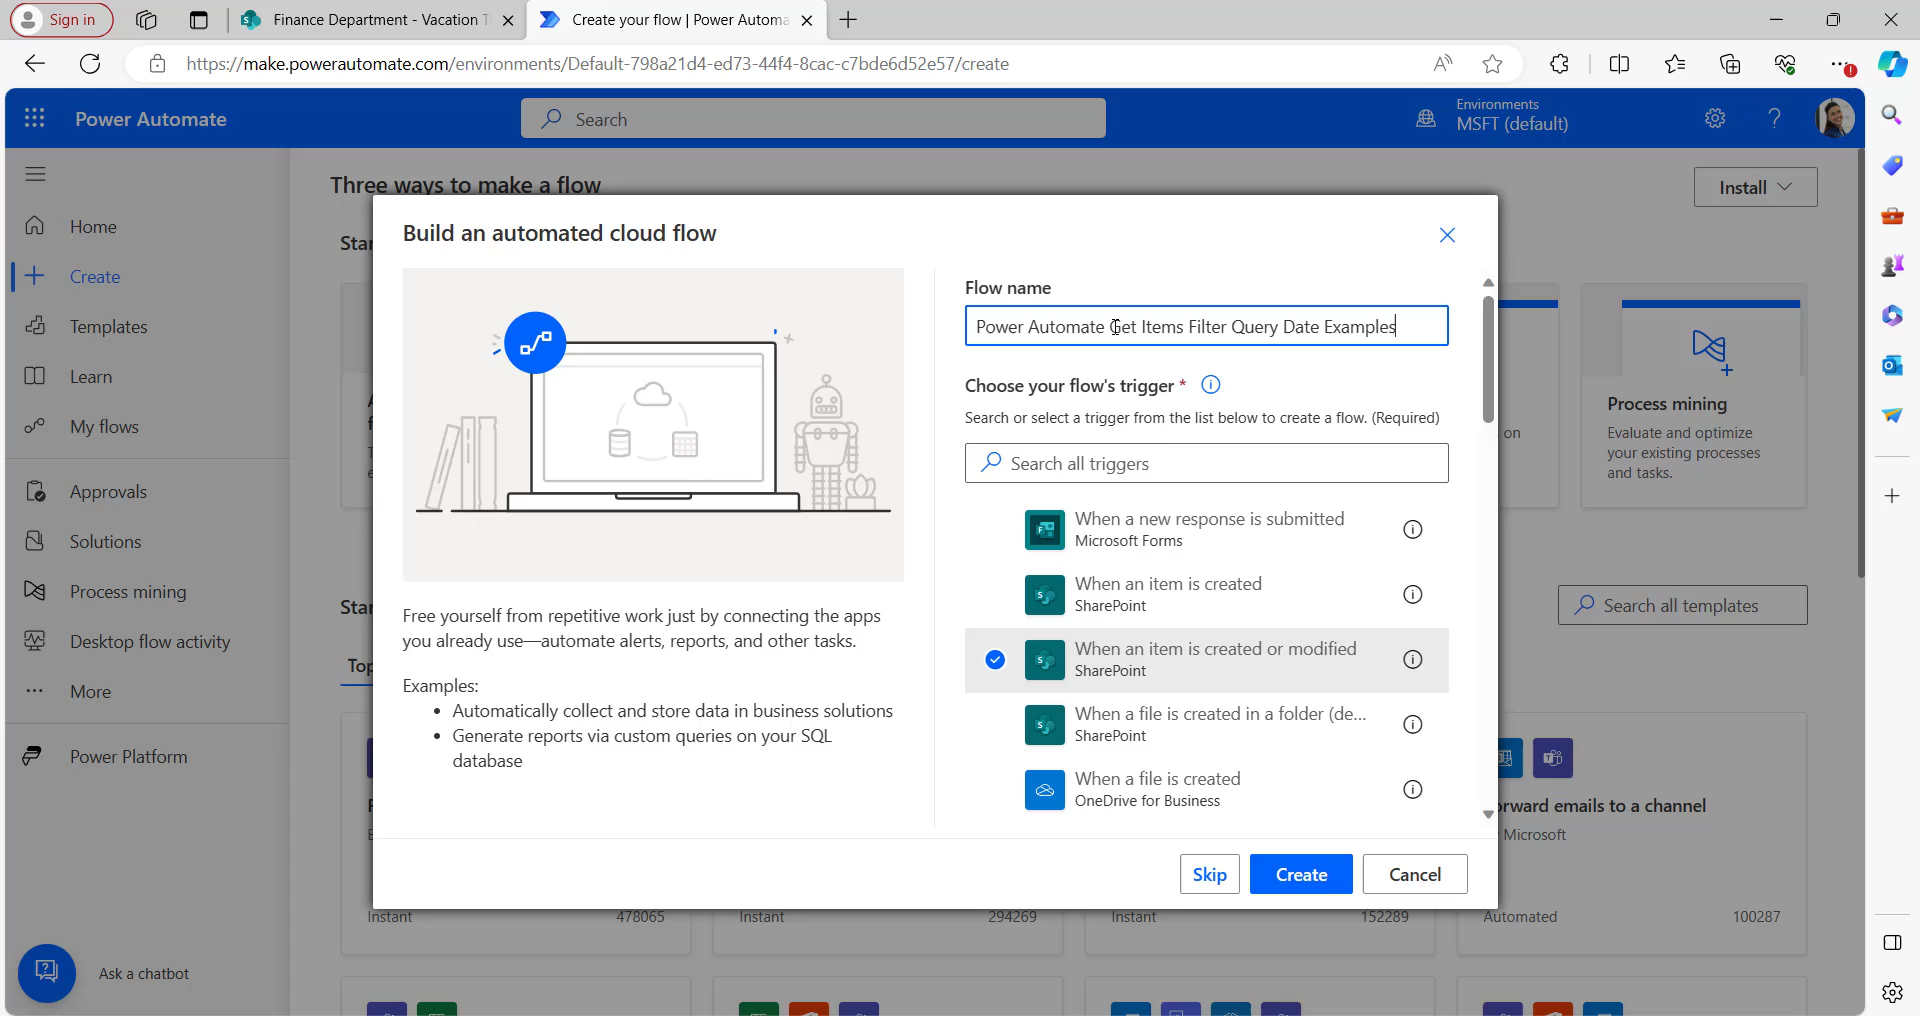 Sign in
Finance Department - Vacation T
Create your flow | Power Automa
https://make.powerautomate.com/environments/Default-798a21d4-ed73-44f4-8cac-c7bde6d52e57/create
Power Automate
Search
Environments
MSFT (default)
Home
Create
Templates
Learn
My flows
Approvals
Solutions
Process mining
Desktop flow activity
More
Power Platform
Ask a chatbot
Three ways to make a flow
Install
Star
Build an automated cloud flow
Free yourself from repetitive work just by connecting the apps
you already use—automate alerts, reports, and other tasks.
Examples:
• Automatically collect and store data in business solutions
• Generate reports via custom queries on your SQL
database
Flow name
Power Automate Get Items Filter Query Date Examples
Choose your flow's trigger *
Search or select a trigger from the list below to create a flow. (Required)
Search all triggers
When a new response is submitted
Microsoft Forms
When an item is created
SharePoint
When an item is created or modified
SharePoint
When a file is created in a folder (de...
SharePoint
When a file is created
OneDrive for Business
Skip
Create
Cancel
on
Process mining
Evaluate and optimize
your existing processes
and tasks.
Star
Search all templates
Top
orward emails to a channel
Microsoft
Instant
478065
Instant
294269
Instant
152289
Automated
100287